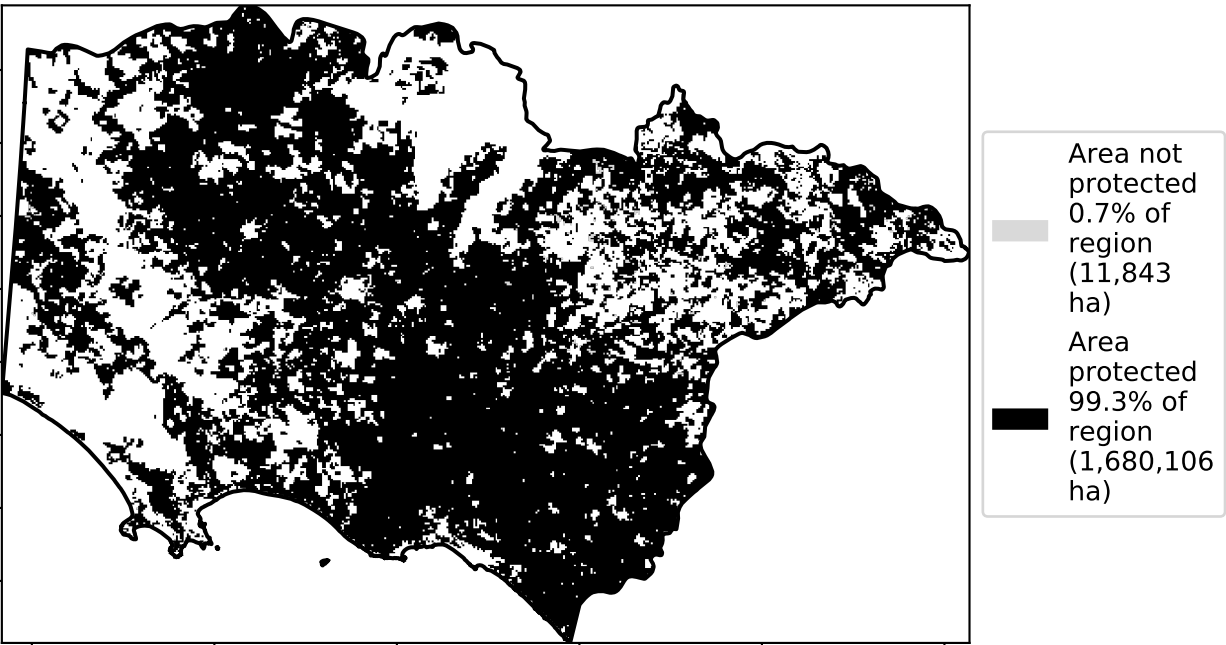 Area not
protected
0.7% of
region
(11,843
ha)
Area
protected
99.3% of
region
(1,680,106
ha)